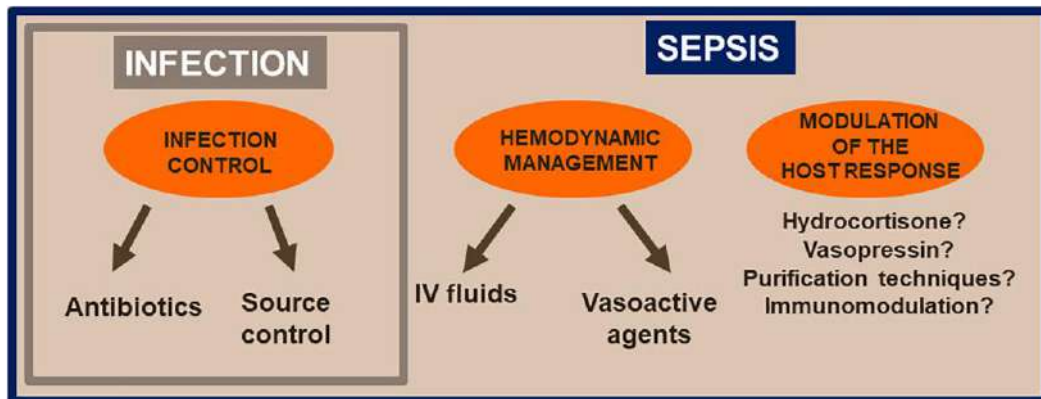 INFECTION
INFECTION
CONTROL
Antibiotics
Source
control
SEPSIS
HEMODYNAMIC
MANAGEMENT
IV fluids
Vasoactive
agents
MODULATION
OF THE
HOST RESPONSE
Hydrocortisone?
Vasopressin?
Purification techniques?
Immunomodulation?